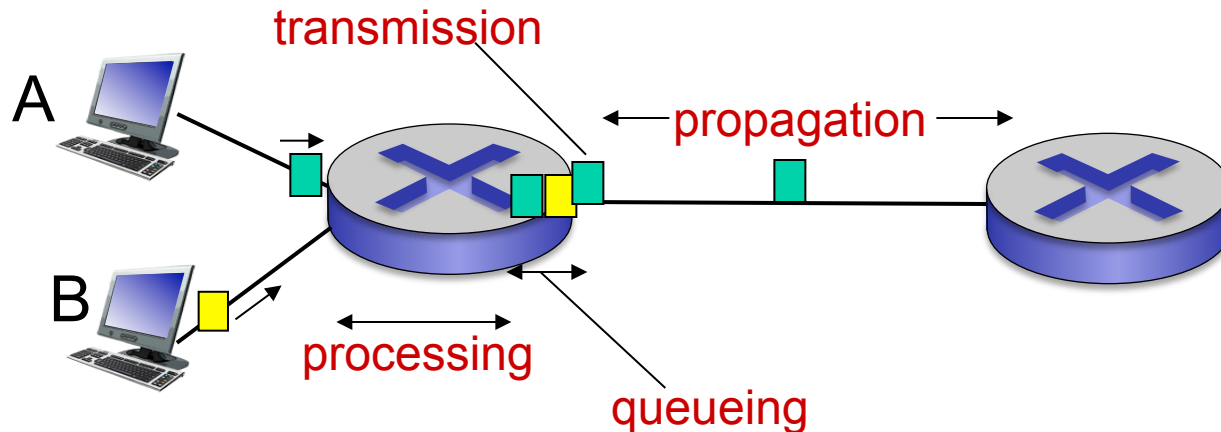 transmission
A
propagation
B
processing
queueing